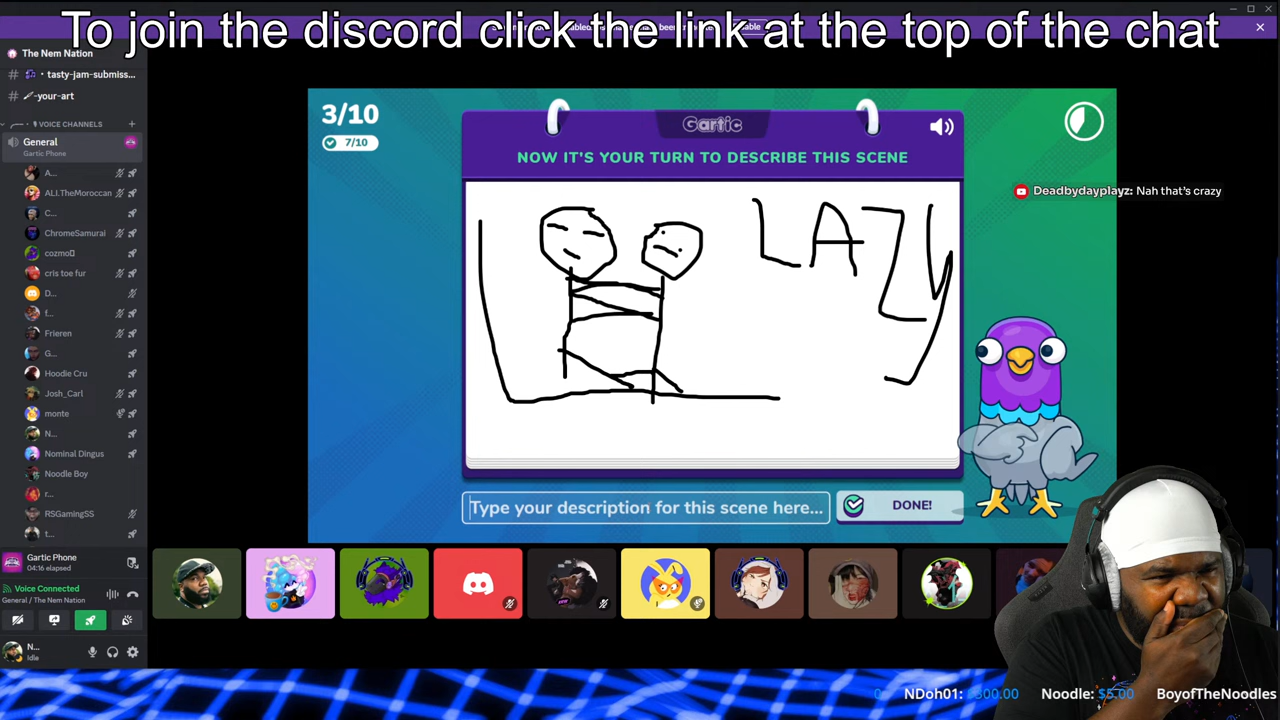 To join the discord click the link at the top of the chat
The Nem Nation
# tasty-jam-submiss...
# -your-art
VOICE CHANNELS
General
Gartic Phone
A...
ALI.TheMoroccan
C...
ChromeSamurai
cozmo
cris toe fur
D...
f...
Frieren
G...
Hoodie Cru
Josh_Carl
monte
N...
Nominal Dingus
Noodle Boy
r...
RSGamingSS
t...
Gartic Phone
04:16 elapsed
Voice Connected
General / The Nem Nation
N...
Idle
3/10
7/10
Gartic
NOW IT'S YOUR TURN TO DESCRIBE THIS SCENE
LAZY
Type your description for this scene here...
DONE!
Deadbydayplayz: Nah that's crazy
NDoh01: $300.00 Noodle: $5.00 BoyofTheNoodles